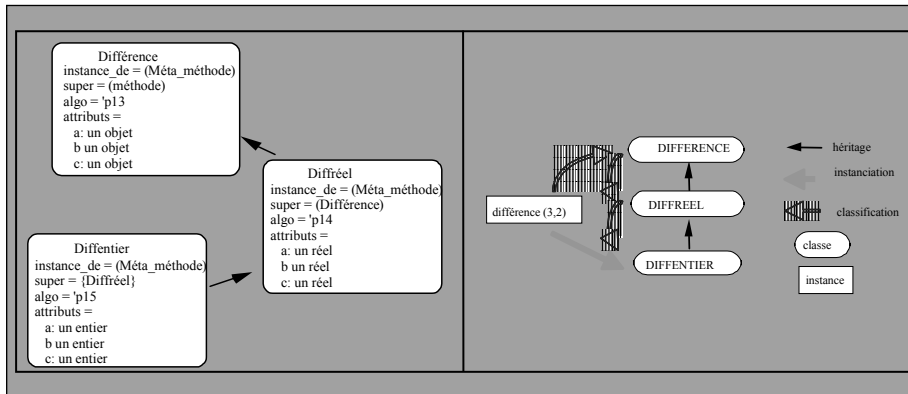 Différence
instance_de = (Méta_méthode)
super = (méthode)
algo = 'p13
attributs =
a: un objet
b un objet
c: un objet
Diffréel
instance_de = (Méta_méthode)
super = (Différence)
algo = 'p14
attributs =
a: un réel
b un réel
c: un réel
Diffentier
instance_de = (Méta_méthode)
super = {Diffréel}
algo = 'p15
attributs =
a: un entier
b un entier
c: un entier
DIFFERENCE
DIFFREEL
DIFFENTIER
différence (3,2)
héritage
instanciation
classification
classe
instance